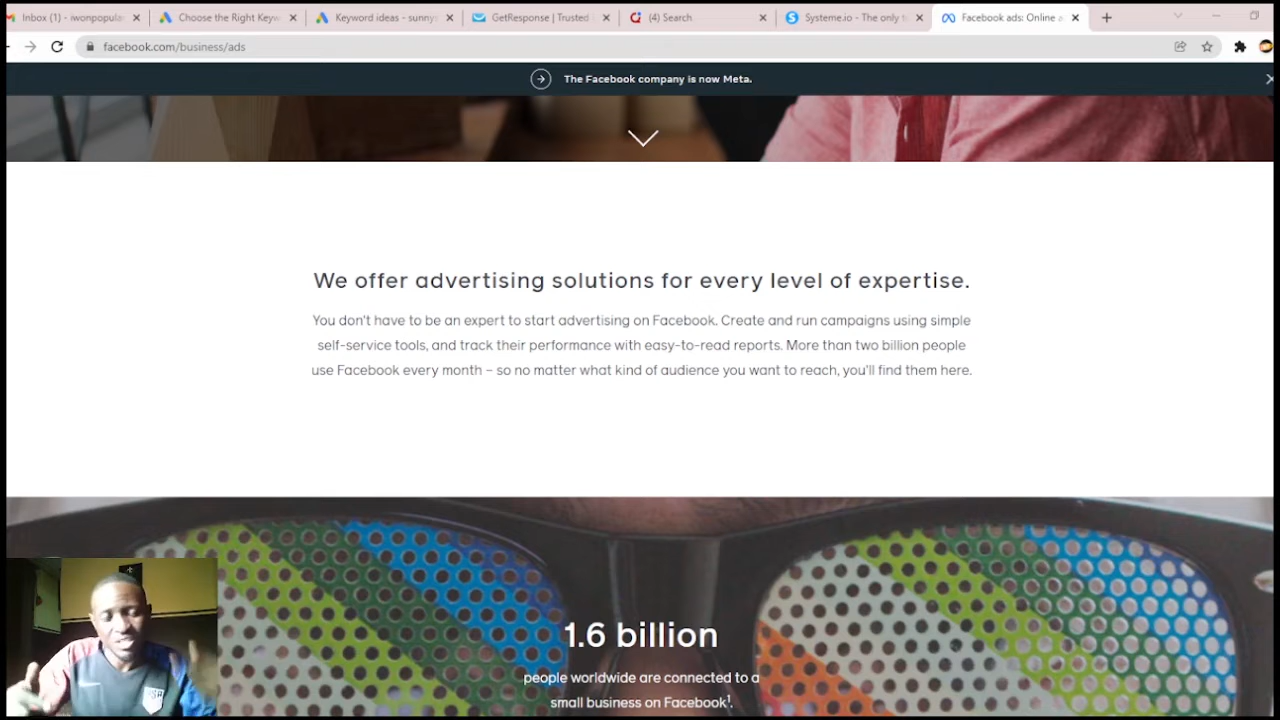 Inbox (1) - iwonpopula
Choose the Right Keyw
Keyword ideas - sunny
GetResponse | Trusted
(4) Search
Systeme.io - The only
Facebook ads: Online a
facebook.com/business/ads
The Facebook company is now Meta.
We offer advertising solutions for every level of expertise.
You don't have to be an expert to start advertising on Facebook. Create and run campaigns using simple
self-service tools, and track their performance with easy-to-read reports. More than two billion people
use Facebook every month – so no matter what kind of audience you want to reach, you'll find them here.
1.6 billion
people worldwide are connected to a
small business on Facebook¹.